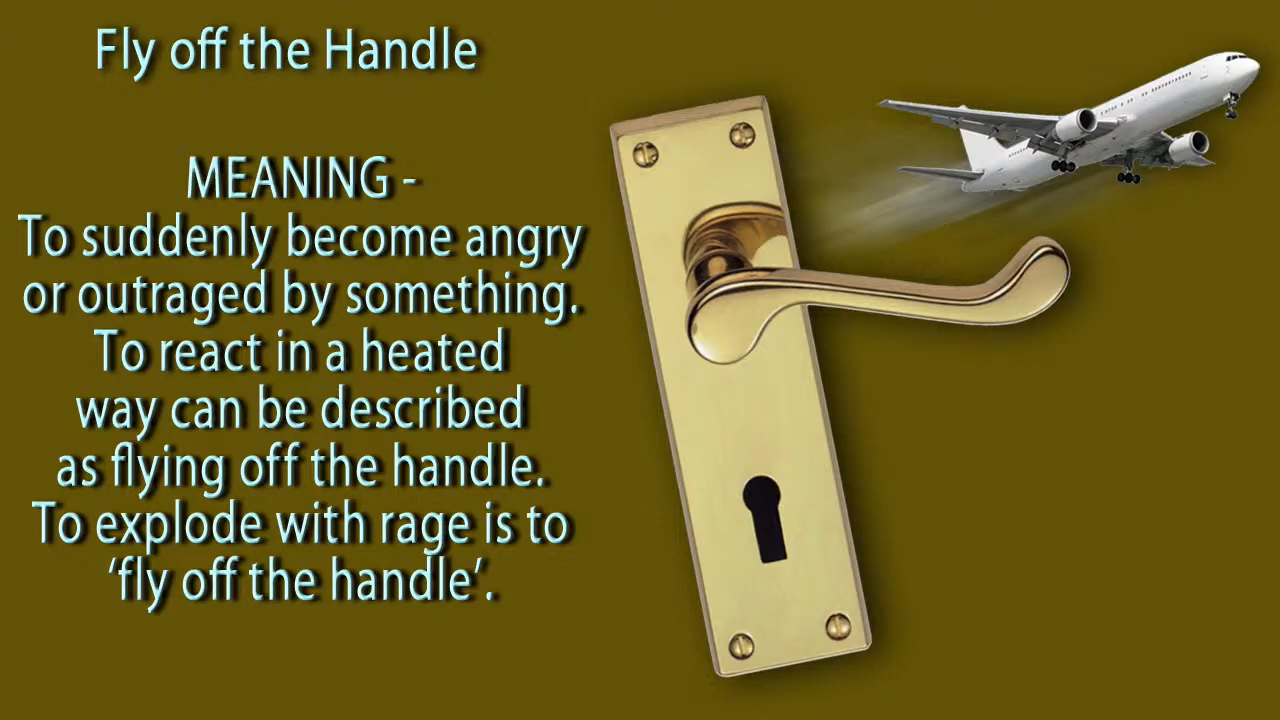 Fly off the Handle
MEANING -
To suddenly become angry
or outraged by something.
To react in a heated
way can be described
as flying off the handle.
To explode with rage is to
‘fly off the handle’.